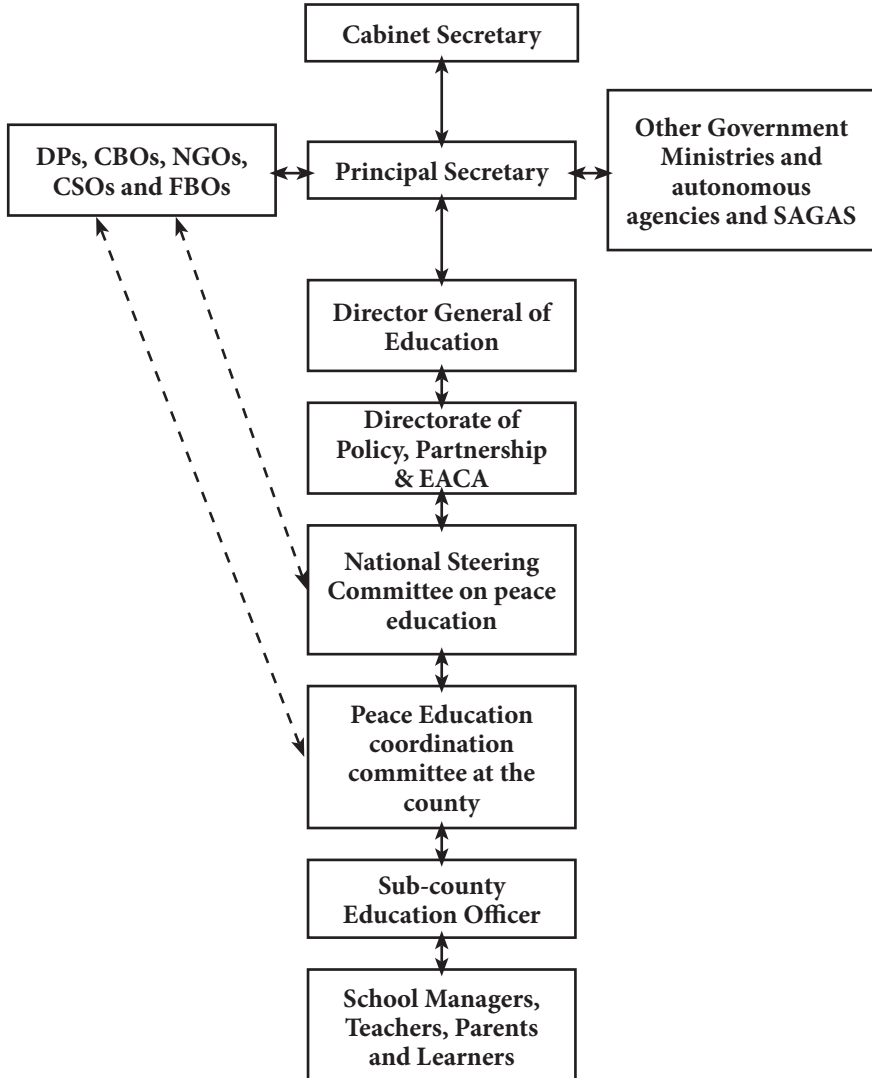 Cabinet Secretary
DPs, CBOs, NGOs,
CSOs and FBOs
Principal Secretary
Other Government
Ministries and
autonomous
agencies and SAGAS
Director General of
Education
Directorate of
Policy, Partnership
& EACA
National Steering
Committee on peace
education
Peace Education
coordination
committee at the
county
Sub-county
Education Officer
School Managers,
Teachers, Parents
and Learners